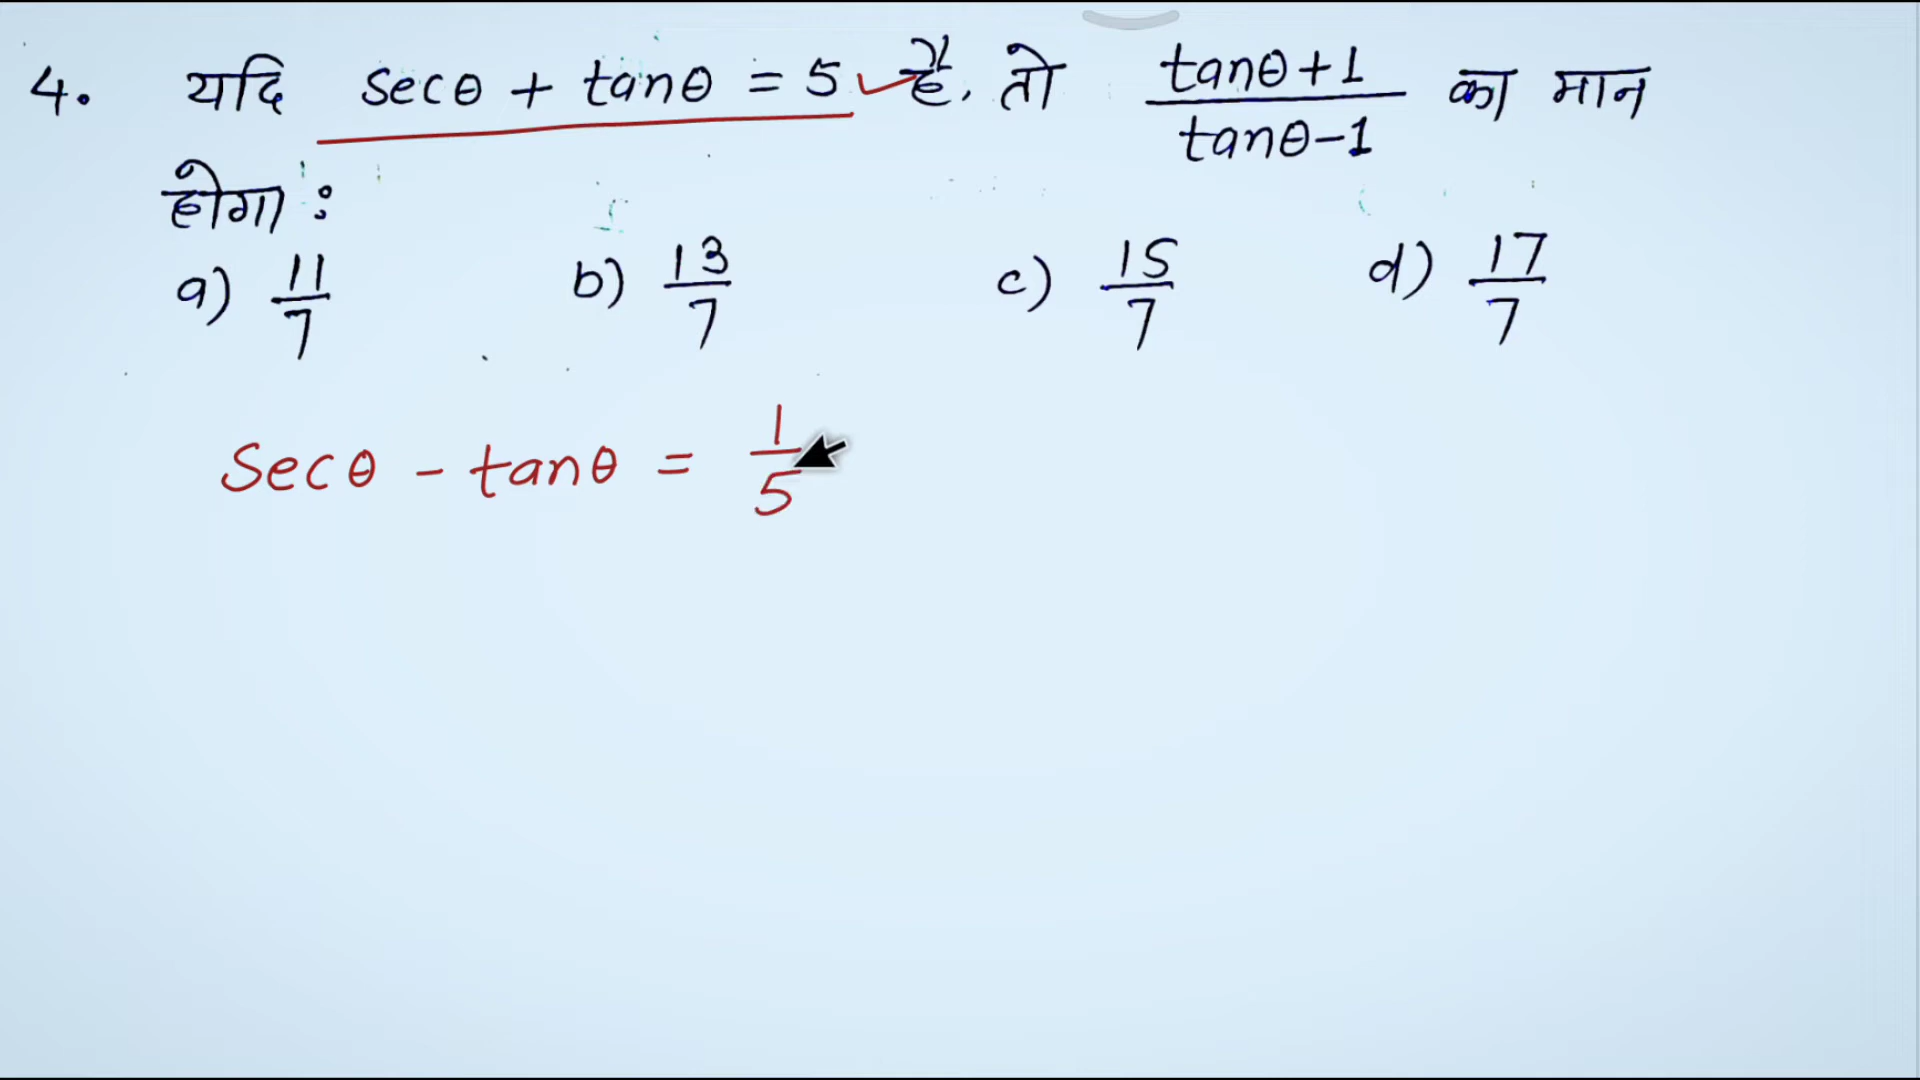 4. यदि secθ + tanθ = 5 है, तो (tanθ+1)/(tanθ-1) का मान
होगा :
a) 11/7 b) 13/7 c) 15/7 d) 17/7
Secθ - tanθ = 1/5